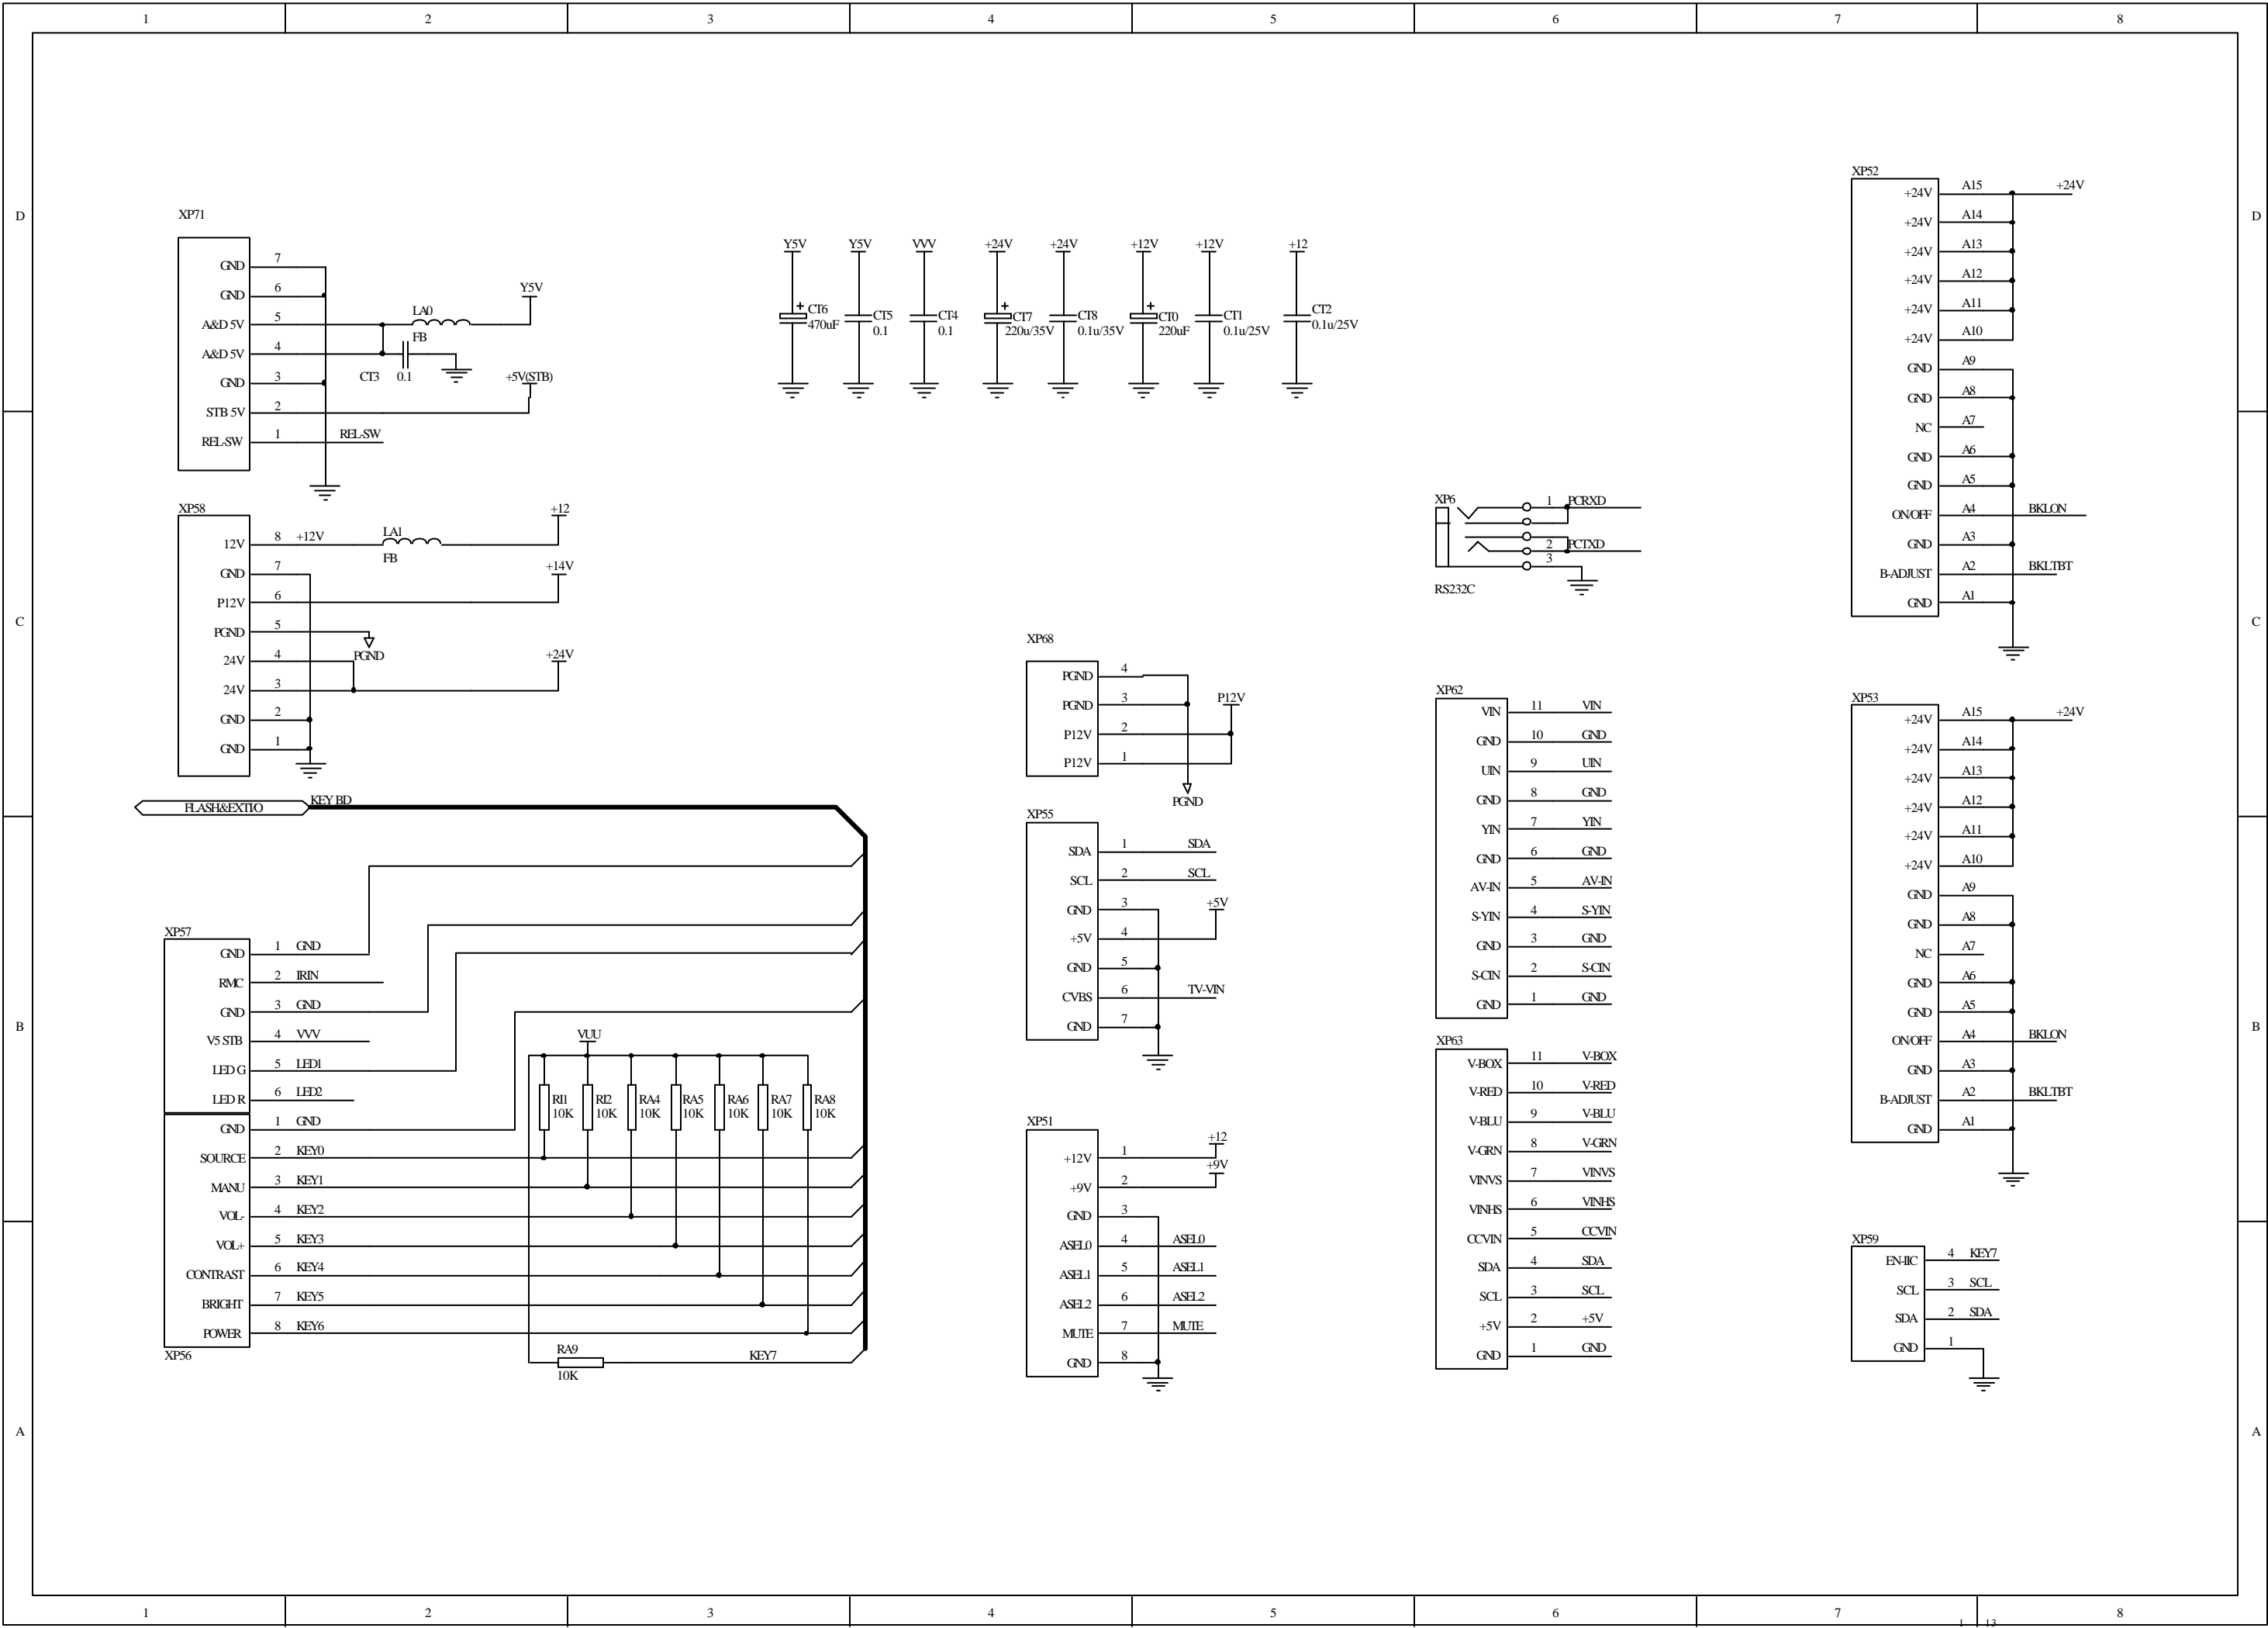 1 2 3 4 5 6 7 8
D
C
B
A
XP71
GND 7
GND 6
A&D 5V 5
A&D 5V 4
GND 3
STB 5V 2
REL-SW 1 REL-SW
LA0
FB
Y5V
CT3 0.1
+5V(STB)
XP58
12V 8 +12V
GND 7
P12V 6
PGND 5
24V 4
24V 3
GND 2
GND 1
LA1
FB
+12
+14V
PGND
+24V
Y5V Y5V VVV +24V +24V +12V +12V +12
CT6
470uF
CT5
0.1
CT4
0.1
CT7
220u/35V
CT8
0.1u/35V
CT0
220uF
CT1
0.1u/25V
CT2
0.1u/25V
FLASH&EXTI/O
KEY BD
XP57
GND 1 GND
RMC 2 IRIN
GND 3 GND
V5 STB 4 VVV
LED G 5 LED1
LED R 6 LED2
GND 1 GND
SOURCE 2 KEY0
MANU 3 KEY1
VOL- 4 KEY2
VOL+ 5 KEY3
CONTRAST 6 KEY4
BRIGHT 7 KEY5
POWER 8 KEY6
XP56
VUU
RI1
10K
RI2
10K
RA4
10K
RA5
10K
RA6
10K
RA7
10K
RA8
10K
RA9
10K
KEY7
XP68
PGND 4
PGND 3
P12V 2
P12V 1
P12V
PGND
XP55
SDA 1 SDA
SCL 2 SCL
GND 3
+5V 4 +5V
GND 5
CVBS 6 TV-VIN
GND 7
XP51
+12V 1 +12
+9V 2 +9V
GND 3
ASEL0 4 ASEL0
ASEL1 5 ASEL1
ASEL2 6 ASEL2
MUTE 7 MUTE
GND 8
XP6
1 PCRXD
2 PCTXD
3
RS232C
XP62
VIN 11 VIN
GND 10 GND
UIN 9 UIN
GND 8 GND
YIN 7 YIN
GND 6 GND
AV-IN 5 AV-IN
S-YIN 4 S-YIN
GND 3 GND
S-CIN 2 S-CIN
GND 1 GND
XP63
V-BOX 11 V-BOX
V-RED 10 V-RED
V-BLU 9 V-BLU
V-GRN 8 V-GRN
VINVS 7 VINVS
VINHS 6 VINHS
CCVIN 5 CCVIN
SDA 4 SDA
SCL 3 SCL
+5V 2 +5V
GND 1 GND
XP52
+24V A15 +24V
+24V A14
+24V A13
+24V A12
+24V A11
+24V A10
GND A9
GND A8
NC A7
GND A6
GND A5
ON/OFF A4 BKLON
GND A3
B-ADJUST A2 BKLTBT
GND A1
XP53
+24V A15 +24V
+24V A14
+24V A13
+24V A12
+24V A11
+24V A10
GND A9
GND A8
NC A7
GND A6
GND A5
ON/OFF A4 BKLON
GND A3
B-ADJUST A2 BKLTBT
GND A1
XP59
EN-IIC 4 KEY7
SCL 3 SCL
SDA 2 SDA
GND 1
D
C
B
A
1 2 3 4 5 6 7 8
1 13